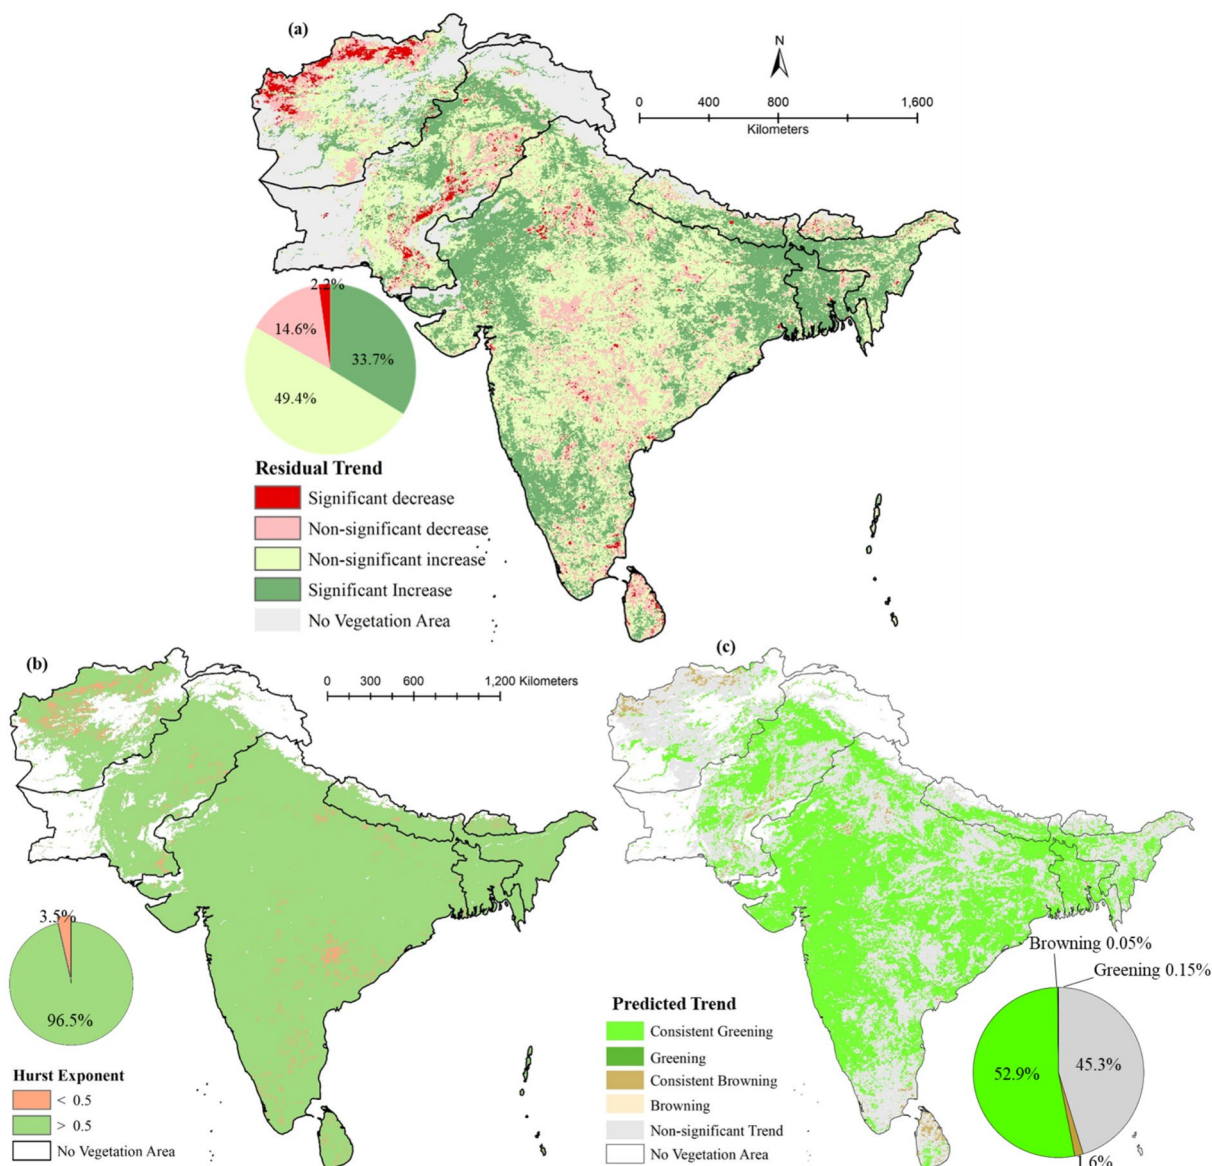 (a)
N
0 400 800 1,600
Kilometers
2.2%
14.6%
33.7%
49.4%
Residual Trend
Significant decrease
Non-significant decrease
Non-significant increase
Significant Increase
No Vegetation Area
(b)
0 300 600 1,200 Kilometers
3.5%
96.5%
Hurst Exponent
< 0.5
> 0.5
No Vegetation Area
(c)
Browning 0.05%
Greening 0.15%
52.9%
45.3%
1.6%
Predicted Trend
Consistent Greening
Greening
Consistent Browning
Browning
Non-significant Trend
No Vegetation Area